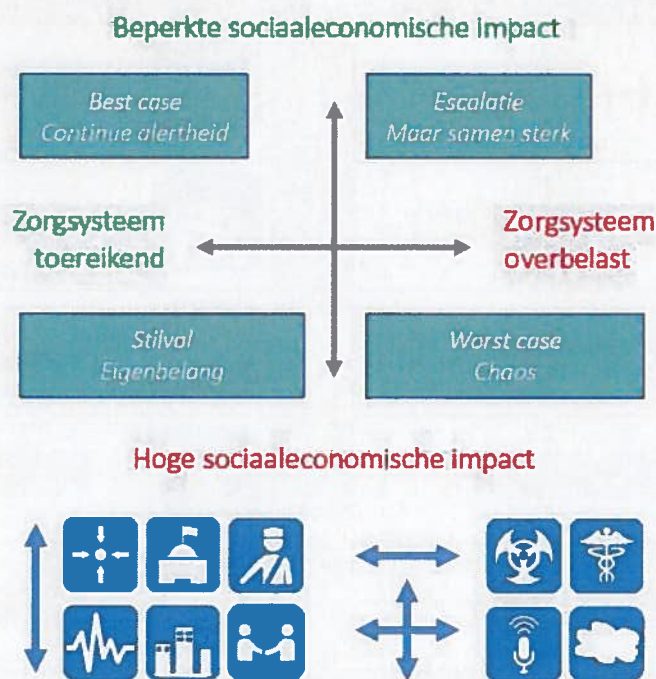 Beperkte sociaaleconomische impact
Best case
Continue alertheid
Escalatie
Maar samen sterk
Zorgsysteem
toereikend
Zorgsysteem
overbelast
Stilval
Eigenbelang
Worst case
Chaos
Hoge sociaaleconomische impact